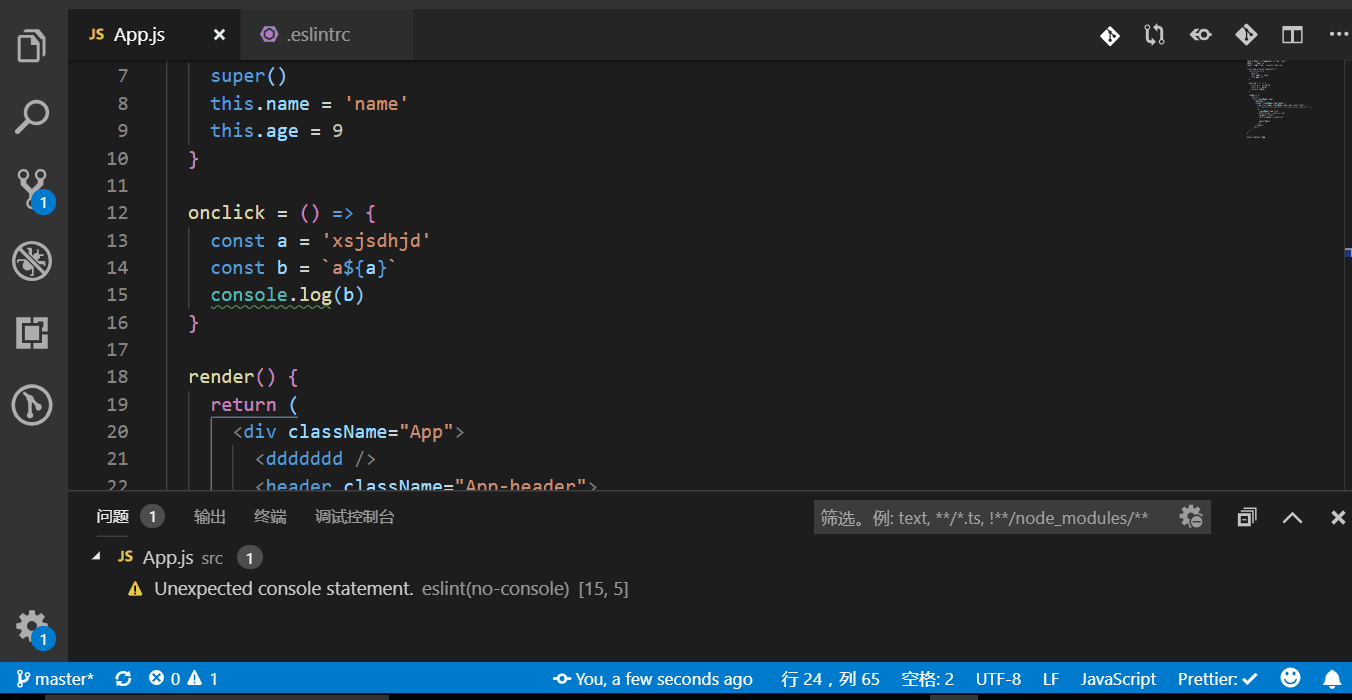 JS App.js × .eslintrc
7 super()
8 this.name = 'name'
9 this.age = 9
10 }
11
12 onclick = () => {
13 const a = 'xsjsdhjd'
14 const b = `a${a}`
15 console.log(b)
16 }
17
18 render() {
19 return (
20 <div className="App">
21 <ddddddd />
22 <header className="App-header">
问题 1 输出 终端 调试控制台 筛选。例: text, **/*.ts, !**/node_modules/**
JS App.js src 1
Unexpected console statement. eslint(no-console) [15, 5]
1
1
master* 0 1 You, a few seconds ago 行 24，列 65 空格: 2 UTF-8 LF JavaScript Prettier: ✓